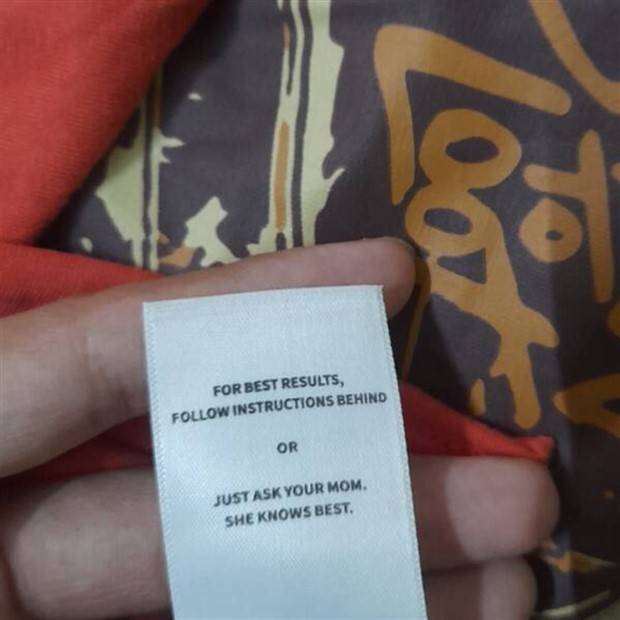 FOR BEST RESULTS,
FOLLOW INSTRUCTIONS BEHIND
OR
JUST ASK YOUR MOM.
SHE KNOWS BEST.